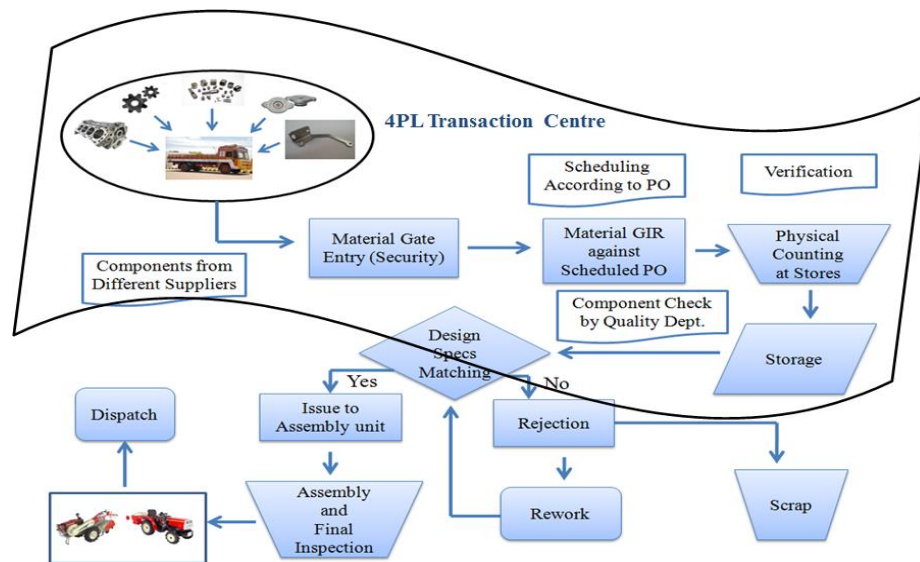 4PL Transaction Centre
Scheduling
According to PO
Verification
Material Gate
Entry (Security)
Material GIR
against
Scheduled PO
Physical
Counting
at Stores
Components from
Different Suppliers
Component Check
by Quality Dept.
Design
Specs
Matching
Storage
Yes
No
Dispatch
Issue to
Assembly unit
Rejection
Assembly
and
Final
Inspection
Rework
Scrap